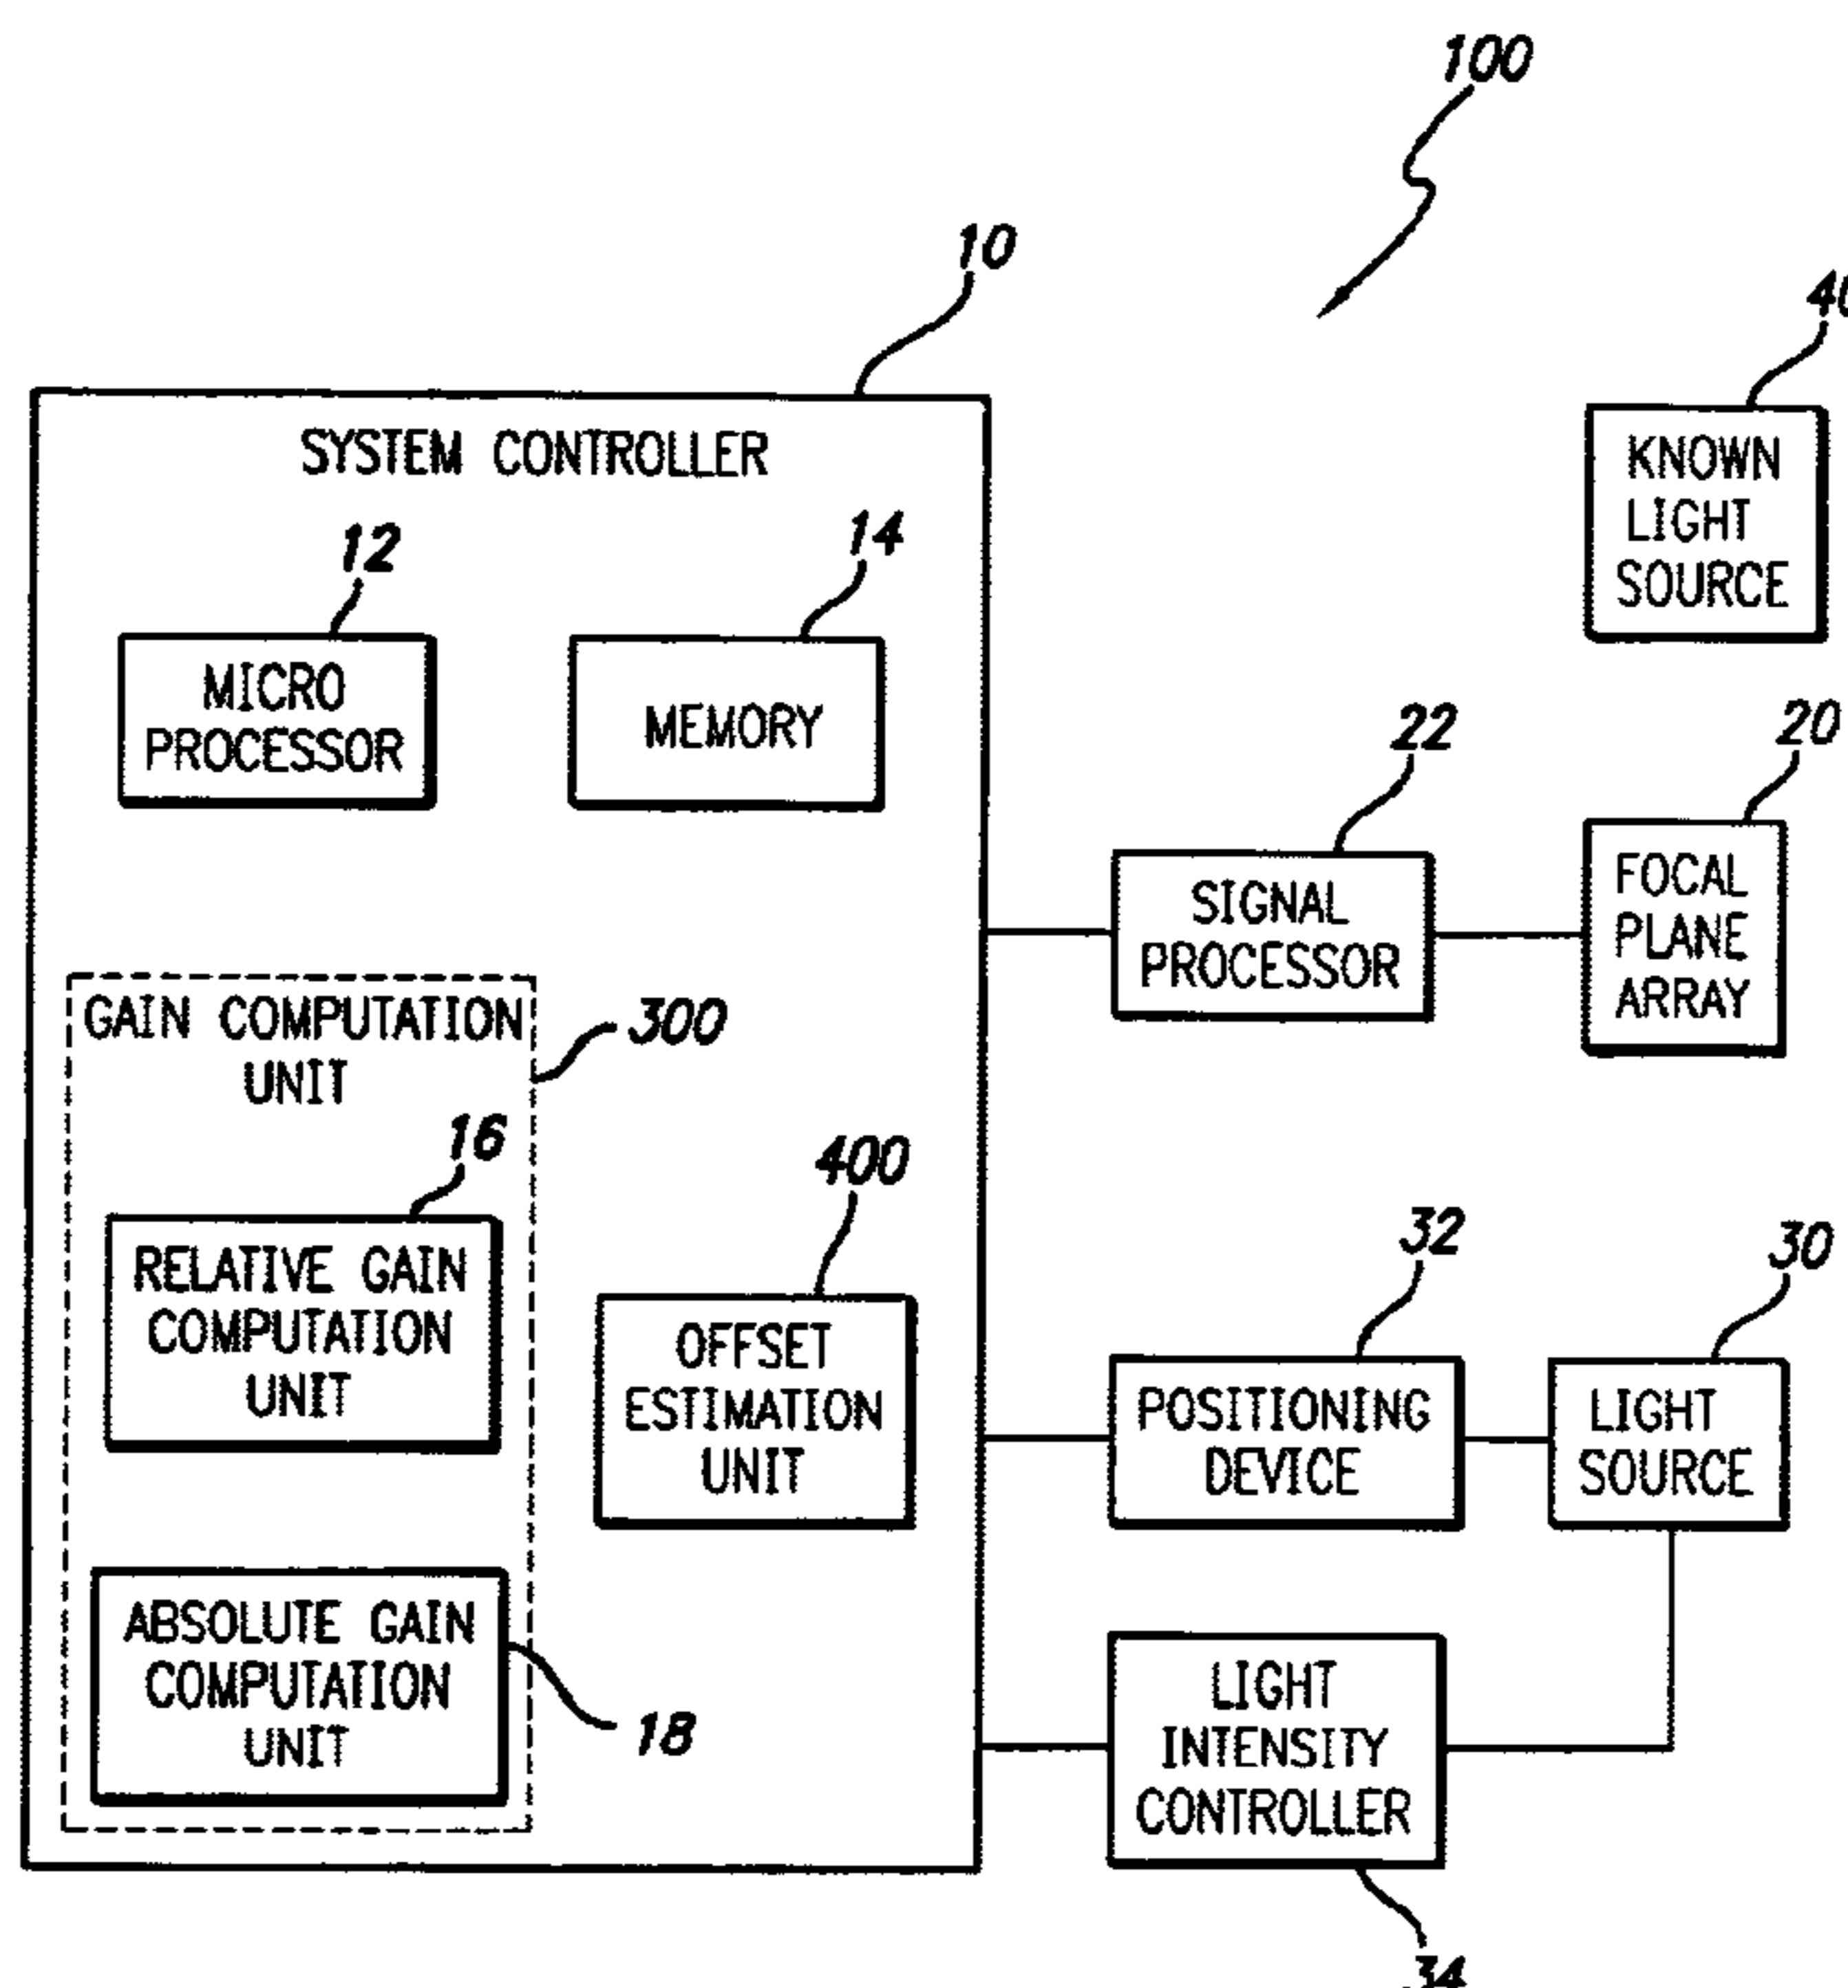 100
10
40
SYSTEM CONTROLLER
KNOWN
LIGHT
SOURCE
12
14
MICRO
PROCESSOR
MEMORY
22
20
SIGNAL
PROCESSOR
FOCAL
PLANE
ARRAY
GAIN COMPUTATION
UNIT
300
16
400
RELATIVE GAIN
COMPUTATION
UNIT
OFFSET
ESTIMATION
UNIT
32
30
POSITIONING
DEVICE
LIGHT
SOURCE
ABSOLUTE GAIN
COMPUTATION
UNIT
18
LIGHT
INTENSITY
CONTROLLER
34